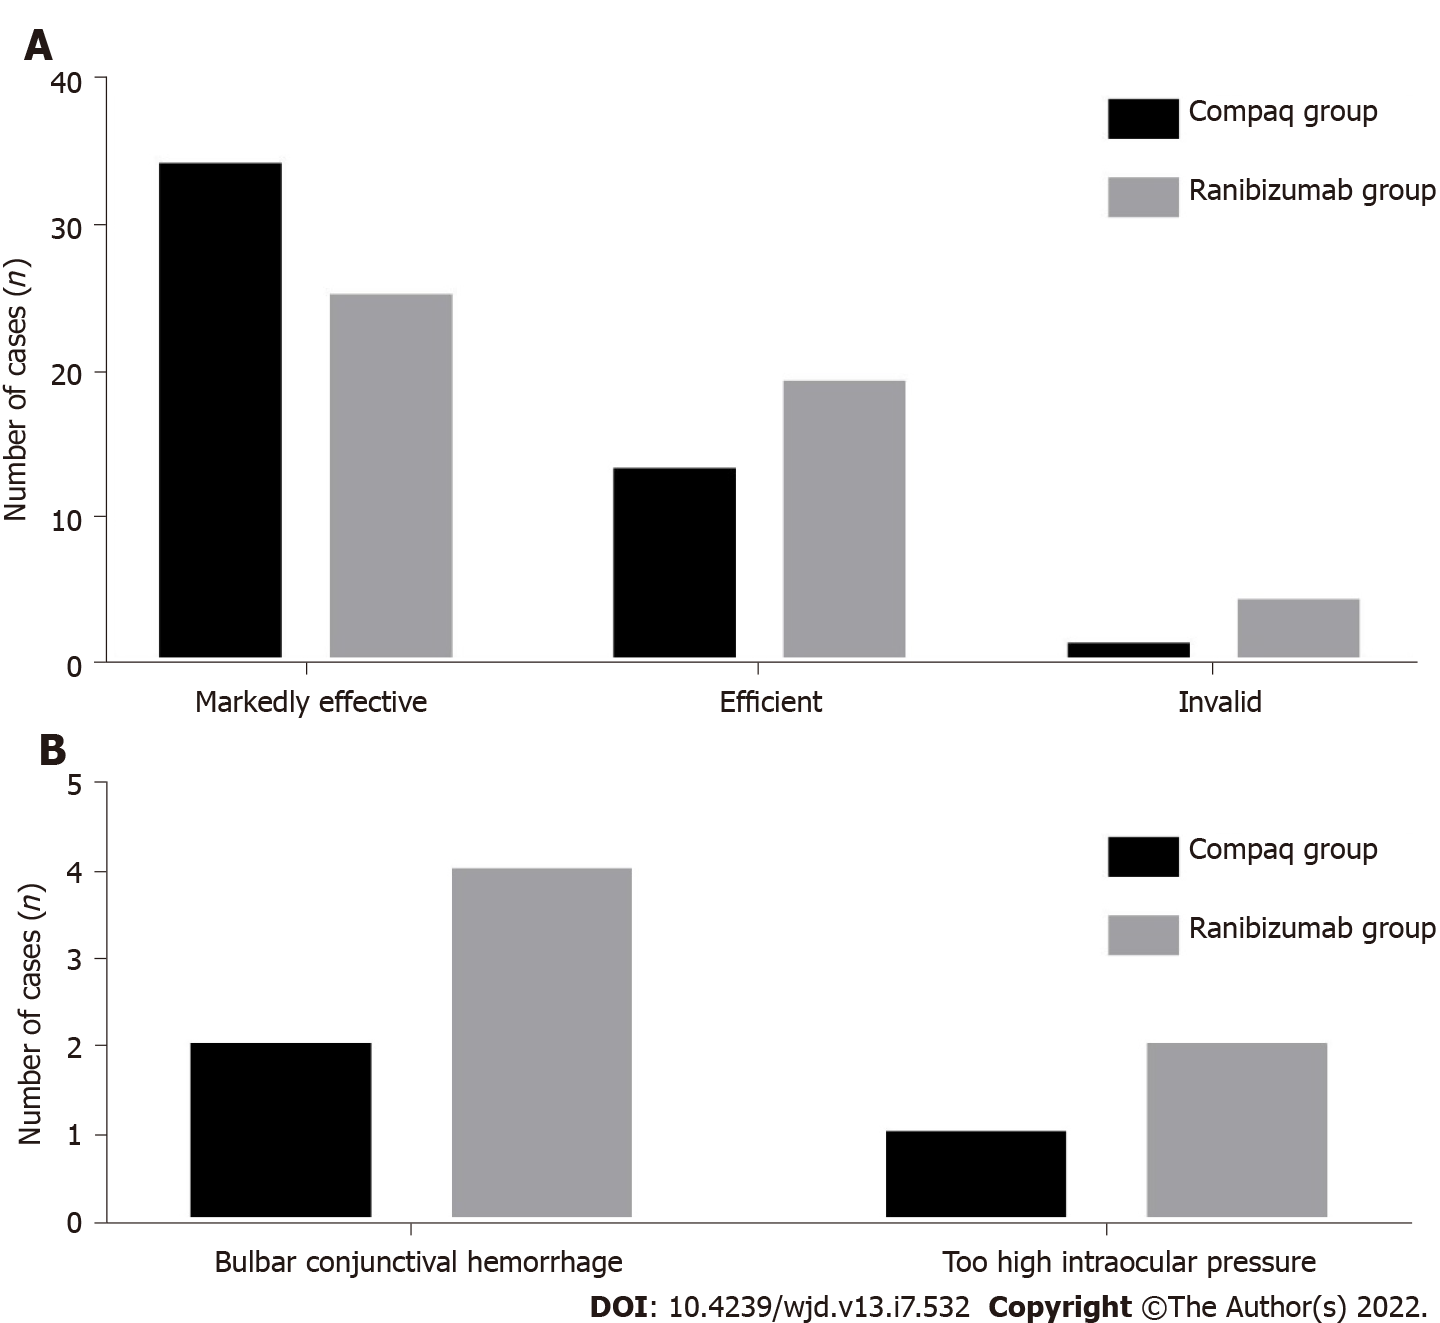 A
40
30
20
10
0
Number of cases (n)
Compaq group
Ranibizumab group
Markedly effective
Efficient
Invalid
B
5
4
3
2
1
0
Number of cases (n)
Compaq group
Ranibizumab group
Bulbar conjunctival hemorrhage
Too high intraocular pressure
DOI: 10.4239/wjd.v13.i7.532 Copyright ©The Author(s) 2022.